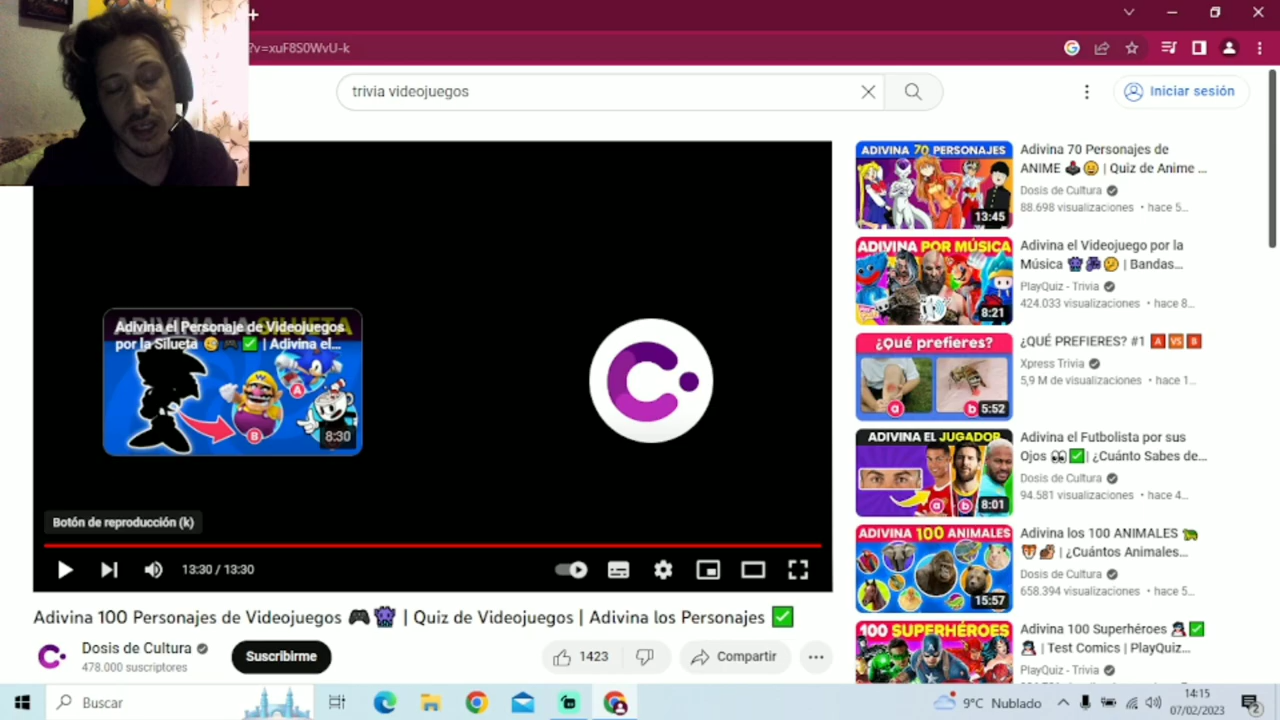 ?v=xuF8S0WvU-k
trivia videojuegos
Iniciar sesión
Adivina el Personaje de Videojuegos
por la Silueta 🤔🎮✅ | Adivina el...
A
B
8:30
Botón de reproducción (k)
13:30 / 13:30
Adivina 100 Personajes de Videojuegos 🎮👾 | Quiz de Videojuegos | Adivina los Personajes ✅
Dosis de Cultura
478.000 suscriptores
Suscribirme
1423
Compartir
ADIVINA 70 PERSONAJES
13:45
Adivina 70 Personajes de
ANIME 🕹️🤔 | Quiz de Anime ...
Dosis de Cultura
88.698 visualizaciones • hace 5...
ADIVINA POR MÚSICA
8:21
Adivina el Videojuego por la
Música 👾🎮🤔 | Bandas...
PlayQuiz - Trivia
424.033 visualizaciones • hace 8...
¿Qué prefieres?
a
b
5:52
¿QUÉ PREFIERES? #1 🅰️🆚🅱️
Xpress Trivia
5,9 M de visualizaciones • hace 1...
ADIVINA EL JUGADOR
a
b
8:01
Adivina el Futbolista por sus
Ojos 👀✅| ¿Cuánto Sabes de...
Dosis de Cultura
94.581 visualizaciones • hace 4...
ADIVINA 100 ANIMALES
15:57
Adivina los 100 ANIMALES 🐢
🐯🦍 | ¿Cuántos Animales...
Dosis de Cultura
658.394 visualizaciones • hace 5...
100 SUPERHÉROES
Adivina 100 Superhéroes 🦹✅
🦹 | Test Comics | PlayQuiz...
PlayQuiz - Trivia
Buscar
9°C Nublado
14:15
07/02/2023
2